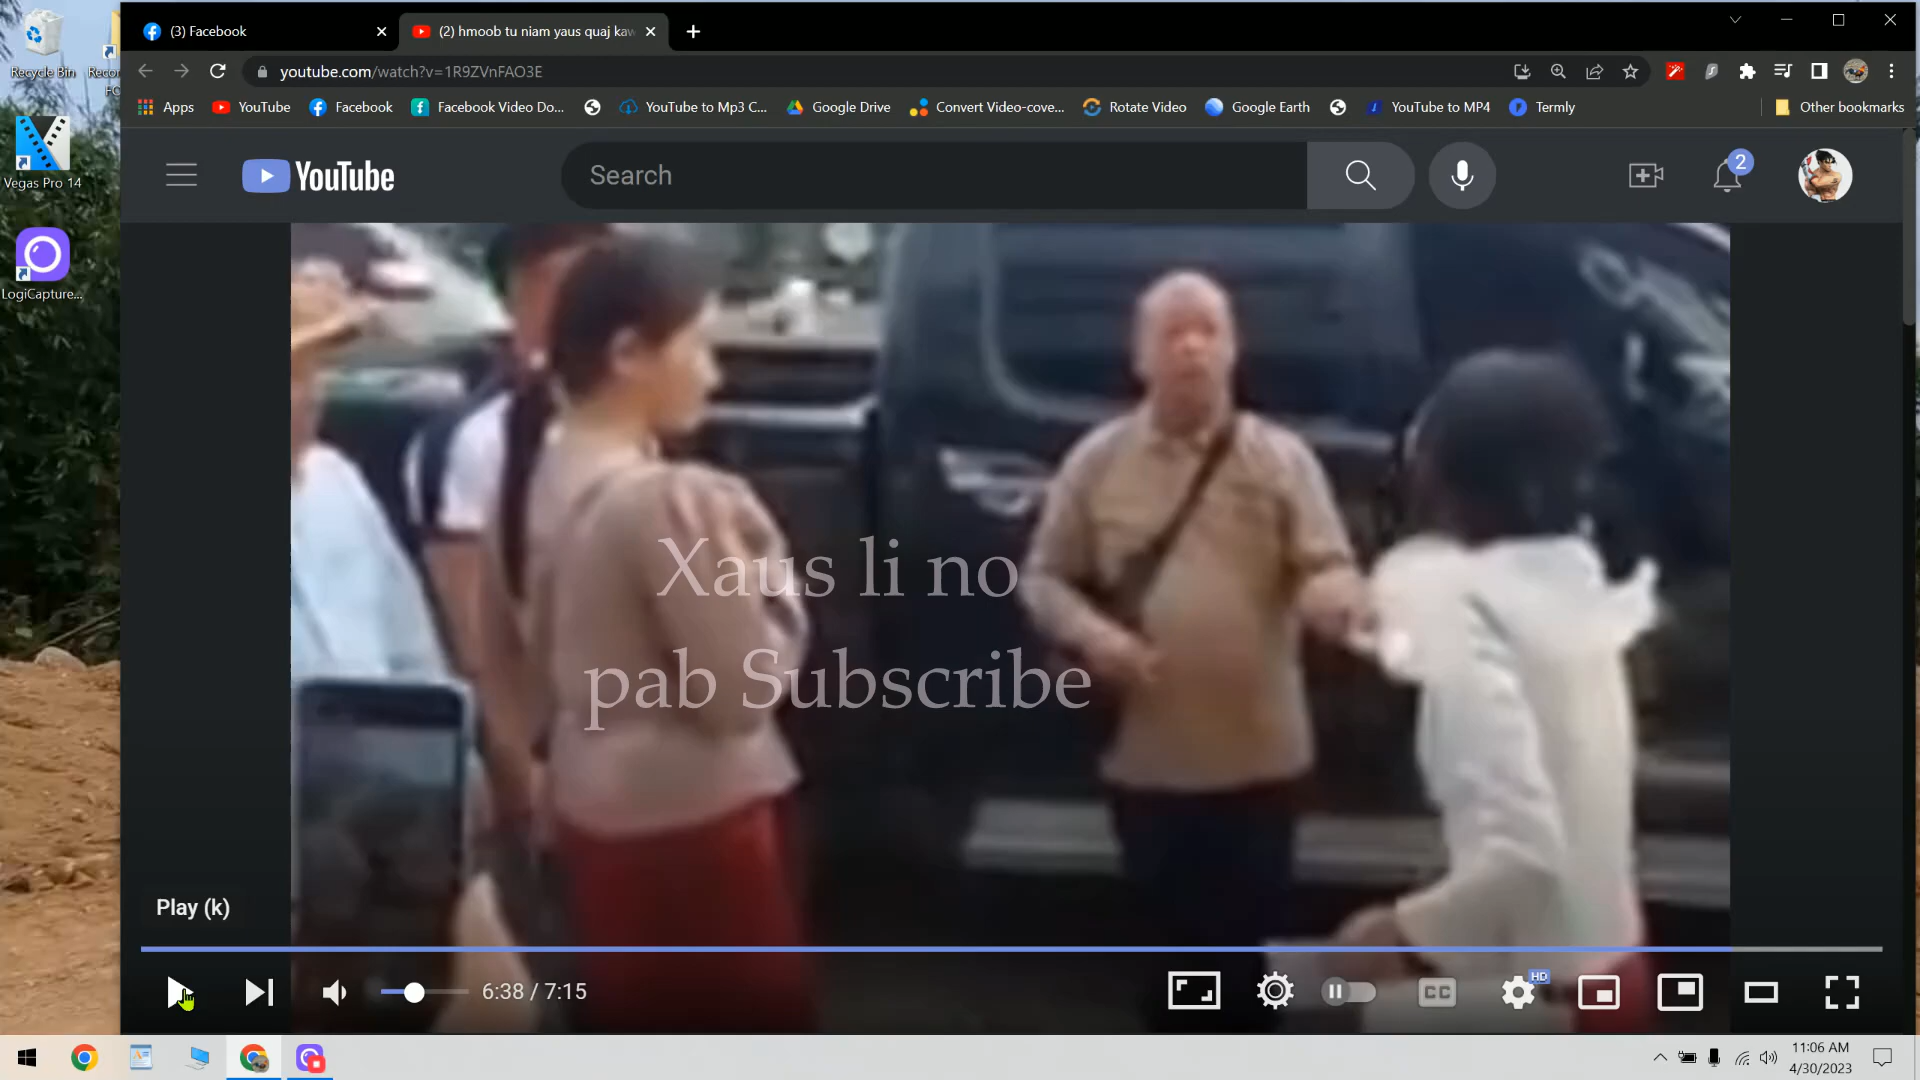 (3) Facebook
(2) hmoob tu niam yaus quaj kaw
youtube.com/watch?v=1R9ZVnFAO3E
Apps
YouTube
Facebook
Facebook Video Do...
YouTube to Mp3 C...
Google Drive
Convert Video-cove...
Rotate Video
Google Earth
YouTube to MP4
Termly
Other bookmarks
YouTube
Search
2
Recycle Bin
Vegas Pro 14
LogiCapture...
Xaus li no
pab Subscribe
Play (k)
6:38 / 7:15
CC
HD
11:06 AM
4/30/2023